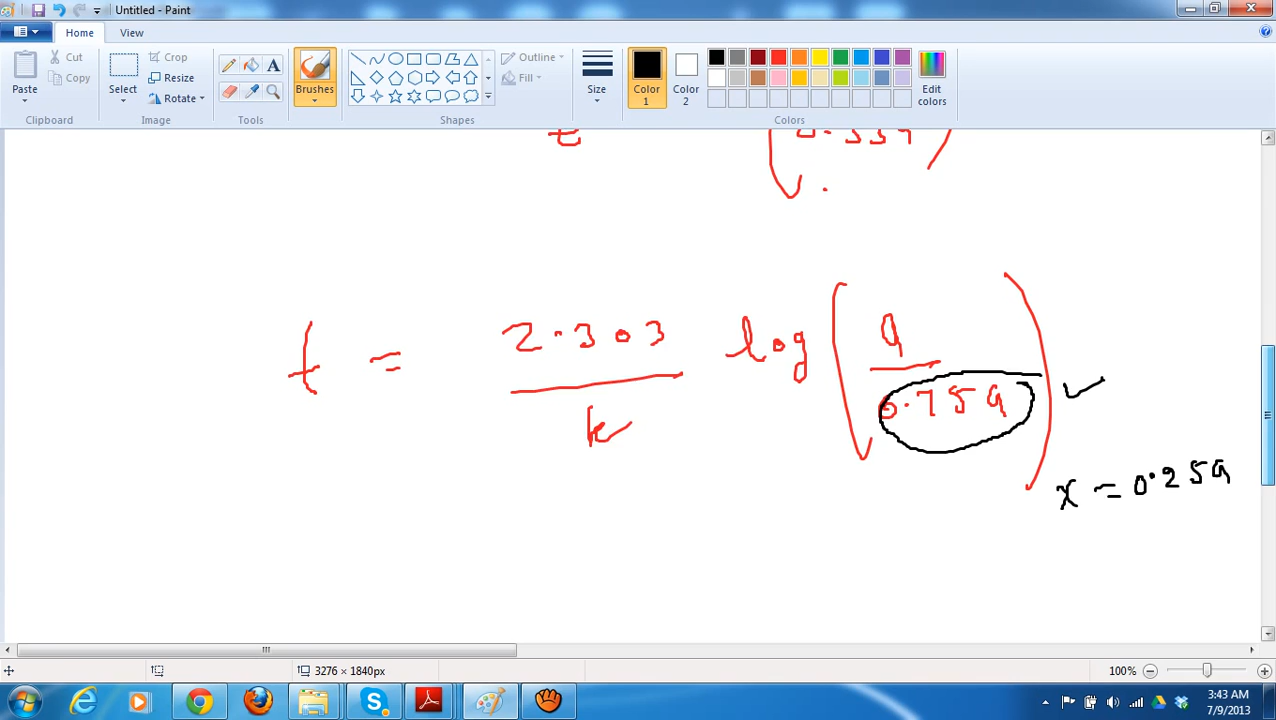 Untitled - Paint
Home View
Paste
Cut
Copy
Clipboard
Select
Crop
Resize
Rotate
Image
A
Tools
Brushes
Outline
Fill
Shapes
Size
Color 1
Color 2
Edit colors
Colors
t
t = 2.303 / k log ( a / 0.75a )
x = 0.25a
3276 × 1840px
100%
3:43 AM
7/9/2013